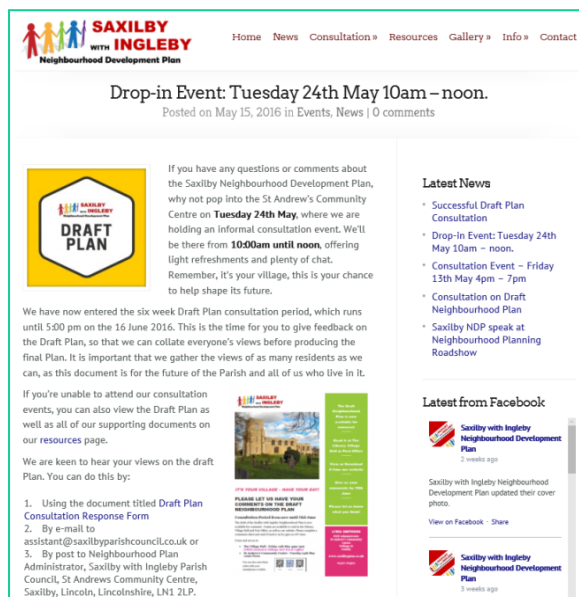 SAXILBY
WITH INGLEBY
Neighbourhood Development Plan
Home News Consultation » Resources Gallery » Info » Contact
Drop-in Event: Tuesday 24th May 10am – noon.
Posted on May 15, 2016 in Events, News | 0 comments
SAXILBY
WITH INGLEBY
DRAFT
PLAN
If you have any questions or comments about
the Saxilby Neighbourhood Development Plan,
why not pop into the St Andrew's Community
Centre on Tuesday 24th May, where we are
holding an informal consultation event. We'll
be there from 10:00am until noon, offering
light refreshments and plenty of chat.
Remember, it's your village, this is your chance
to help shape its future.
We have now entered the six week Draft Plan consultation period, which runs
until 5:00 pm on the 16 June 2016. This is the time for you to give feedback on
the Draft Plan, so that we can collate everyone's views before producing the
final Plan. It is important that we gather the views of as many residents as we
can, as this document is for the future of the Parish and all of us who live in it.
If you're unable to attend our consultation
events, you can also view the Draft Plan as
well as all of our supporting documents on
our resources page.
We are keen to hear your views on the draft
Plan. You can do this by:
1. Using the document titled Draft Plan
Consultation Response Form
2. By e-mail to
assistant@saxilbyparishcouncil.co.uk or
3. By post to Neighbourhood Plan
Administrator, Saxilby with Ingleby Parish
Council, St Andrews Community Centre,
Saxilby, Lincoln, Lincolnshire, LN1 2LP.
SAXILBY
WITH INGLEBY
IT'S YOUR VILLAGE - HAVE YOUR SAY!
PLEASE LET US HAVE YOUR
COMMENTS ON THE DRAFT
NEIGHBOURHOOD PLAN
Latest News
Successful Draft Plan
Consultation
Drop-in Event: Tuesday 24th
May 10am – noon.
Consultation Event – Friday
13th May 4pm – 7pm
Consultation on Draft
Neighbourhood Plan
Saxilby NDP speak at
Neighbourhood Planning
Roadshow
Latest from Facebook
Saxilby with Ingleby
Neighbourhood Development
Plan
2 weeks ago
Saxilby with Ingleby Neighbourhood
Development Plan updated their cover
photo.
View on Facebook · Share
Saxilby with Ingleby
Neighbourhood Development
Plan
3 weeks ago